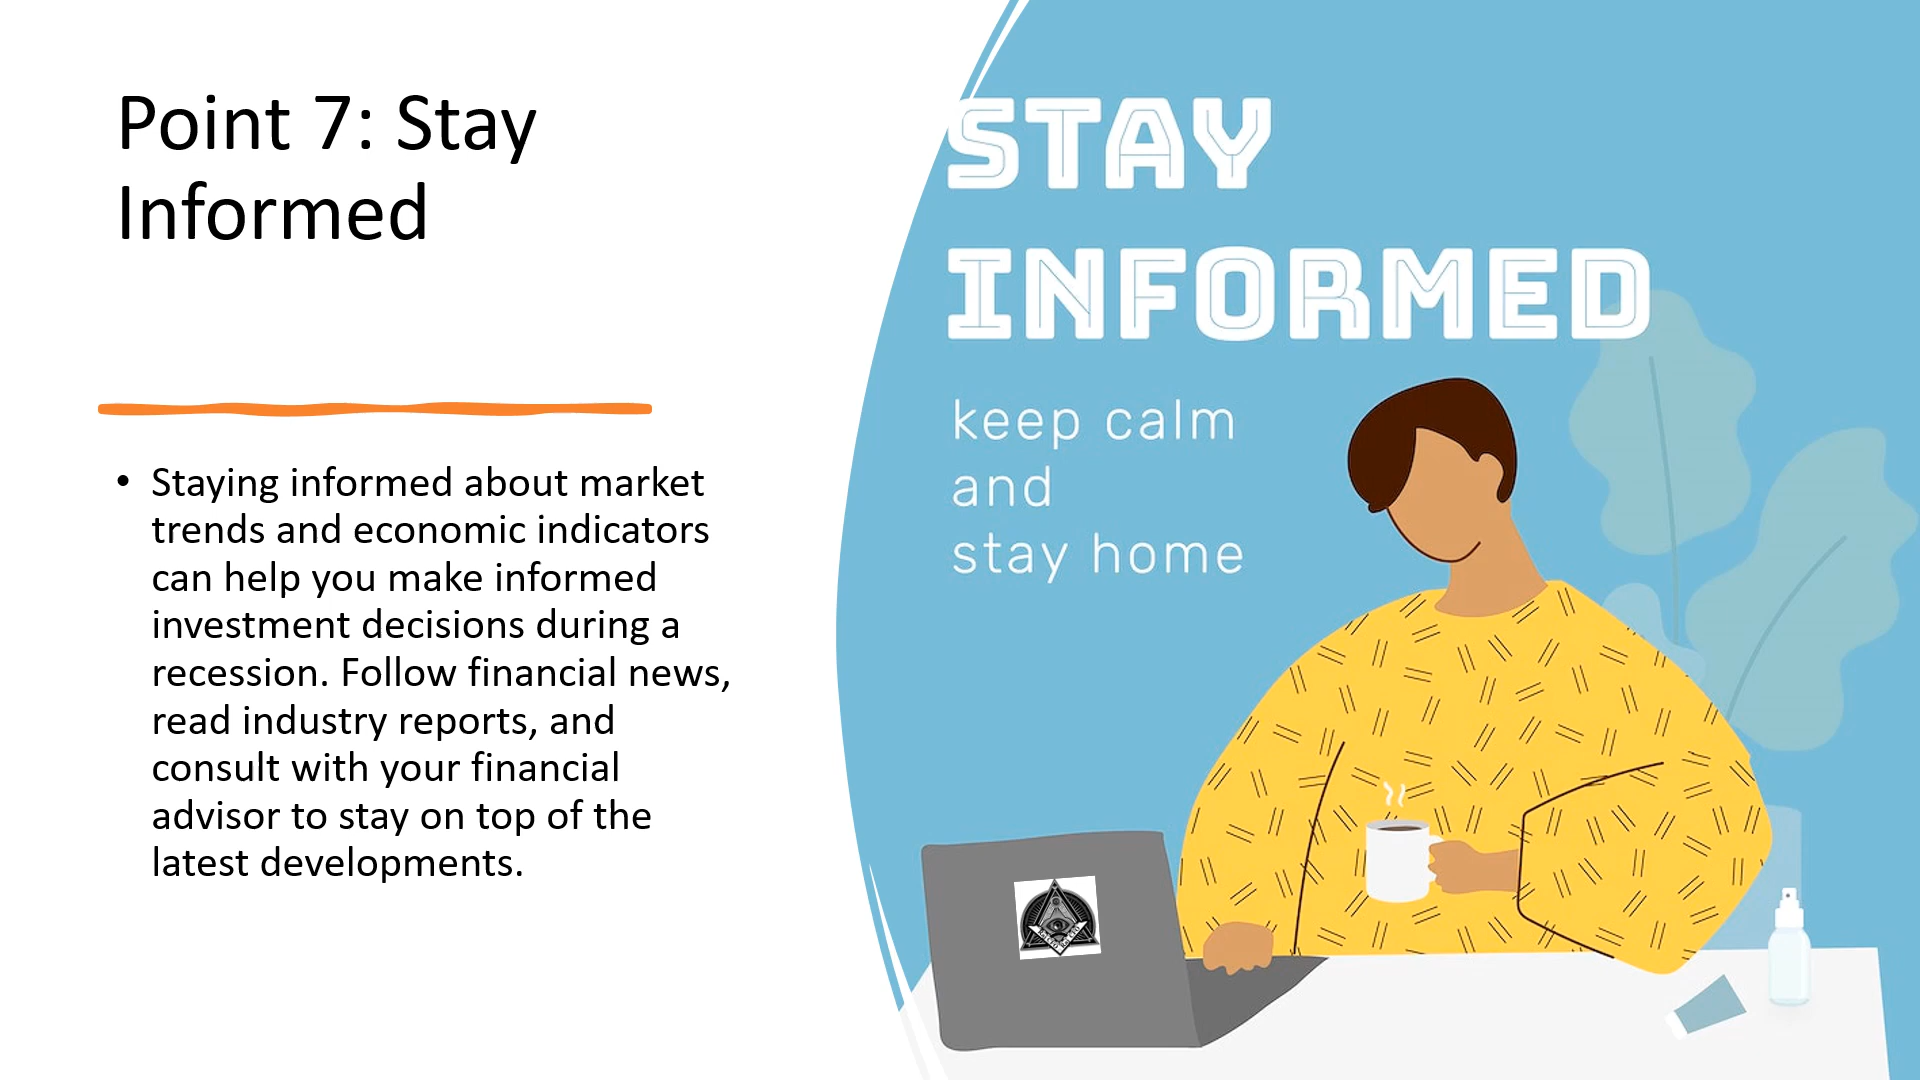 Point 7: Stay
Informed
• Staying informed about market
trends and economic indicators
can help you make informed
investment decisions during a
recession. Follow financial news,
read industry reports, and
consult with your financial
advisor to stay on top of the
latest developments.
STAY
INFORMED
keep calm
and
stay home